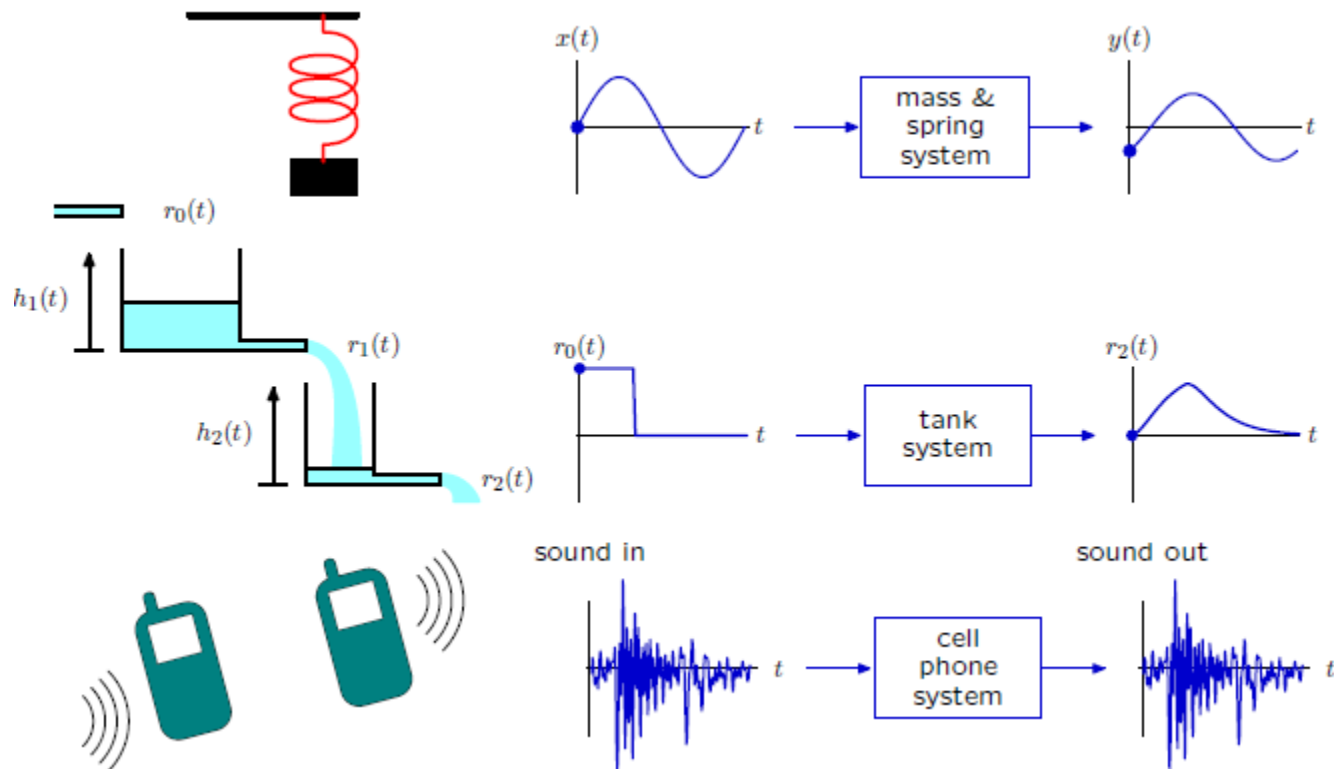 x(t)
t
mass &
spring
system
y(t)
t
r₀(t)
h₁(t)
r₁(t)
h₂(t)
r₂(t)
r₀(t)
t
tank
system
r₂(t)
t
sound in
t
cell
phone
system
sound out
t